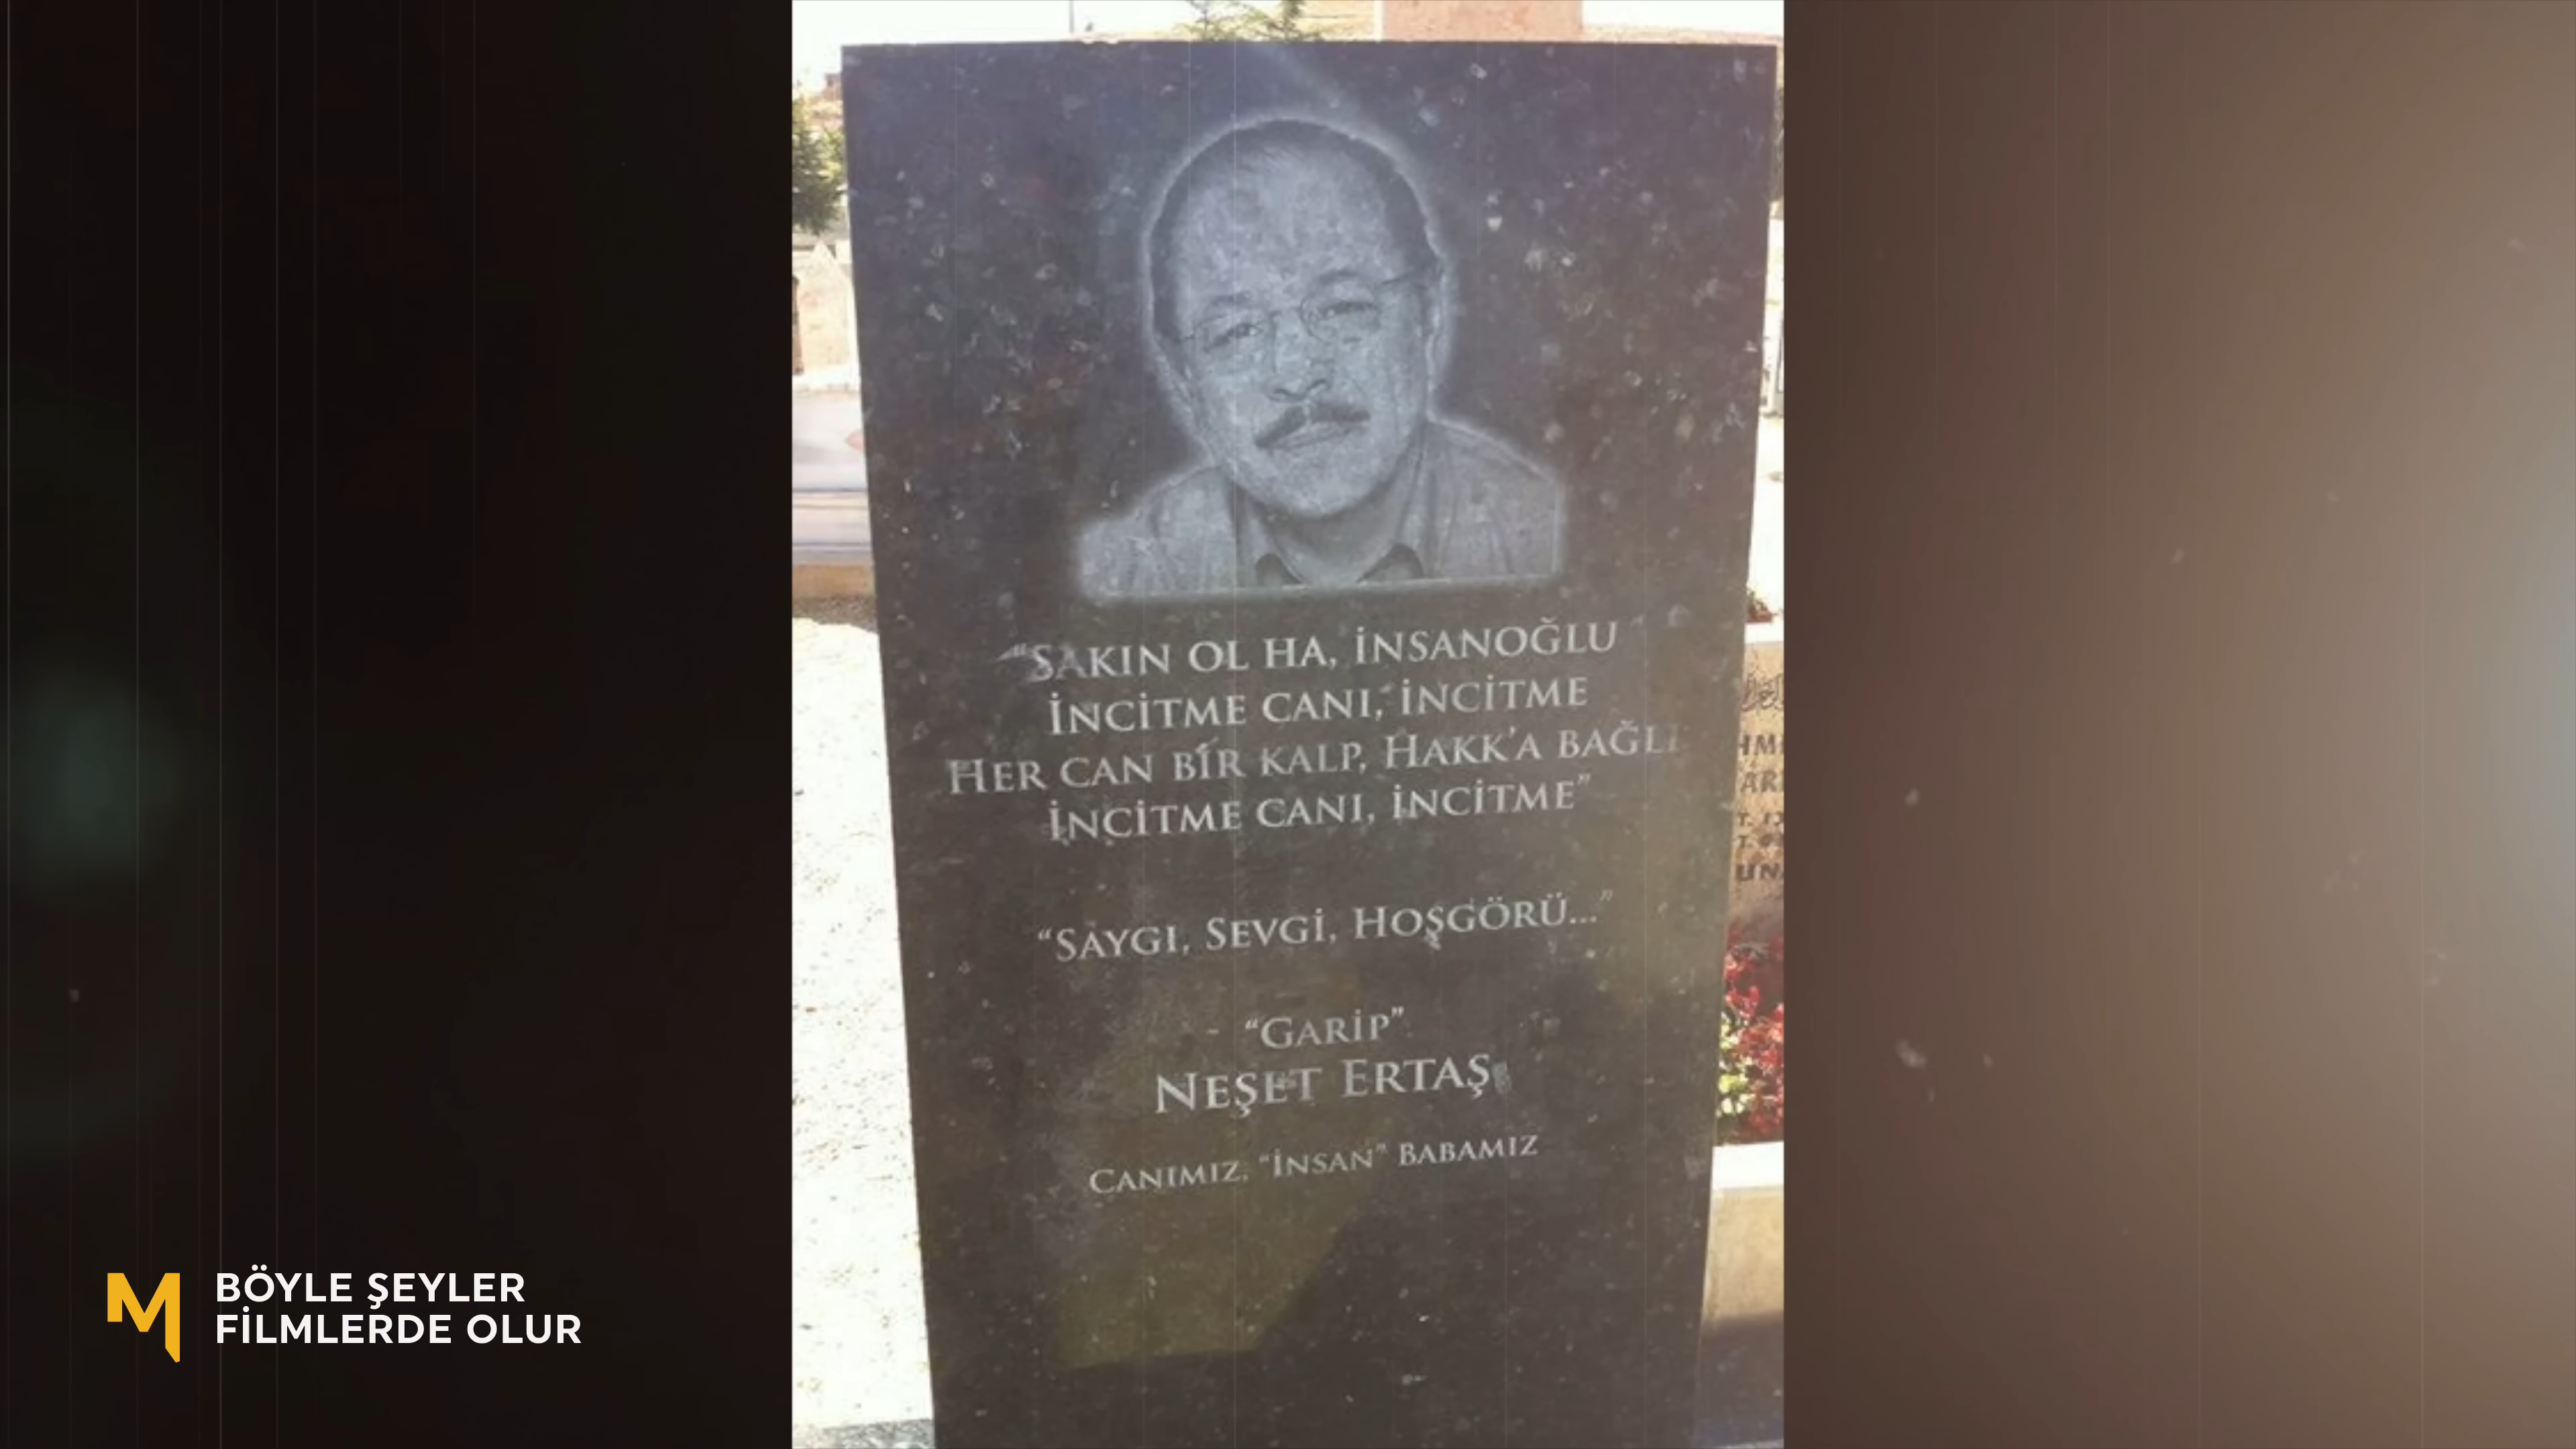 "SAKIN OL HA, İNSANOĞLU
İNCİTME CANI, İNCİTME
HER CAN BİR KALP, HAKK'A BAĞLI
İNCİTME CANI, İNCİTME"
"SAYGI, SEVGİ, HOŞGÖRÜ..."
"GARİP"
NEŞET ERTAŞ
CANIMIZ, "İNSAN" BABAMIZ
BÖYLE ŞEYLER
FİLMLERDE OLUR